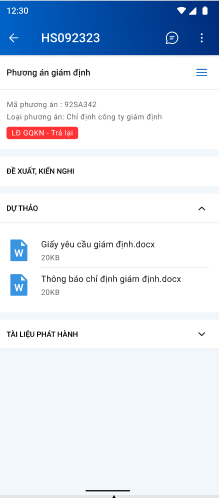 12:30
HS092323
Phương án giám định
Mã phương án : 92SA342
Loại phương án: Chỉ định công ty giám định
LĐ GQKN - Trả lại
ĐỀ XUẤT, KIẾN NGHỊ
DỰ THẢO
W
Giấy yêu cầu giám định.docx
20KB
W
Thông báo chỉ định giám định.docx
20KB
TÀI LIỆU PHÁT HÀNH